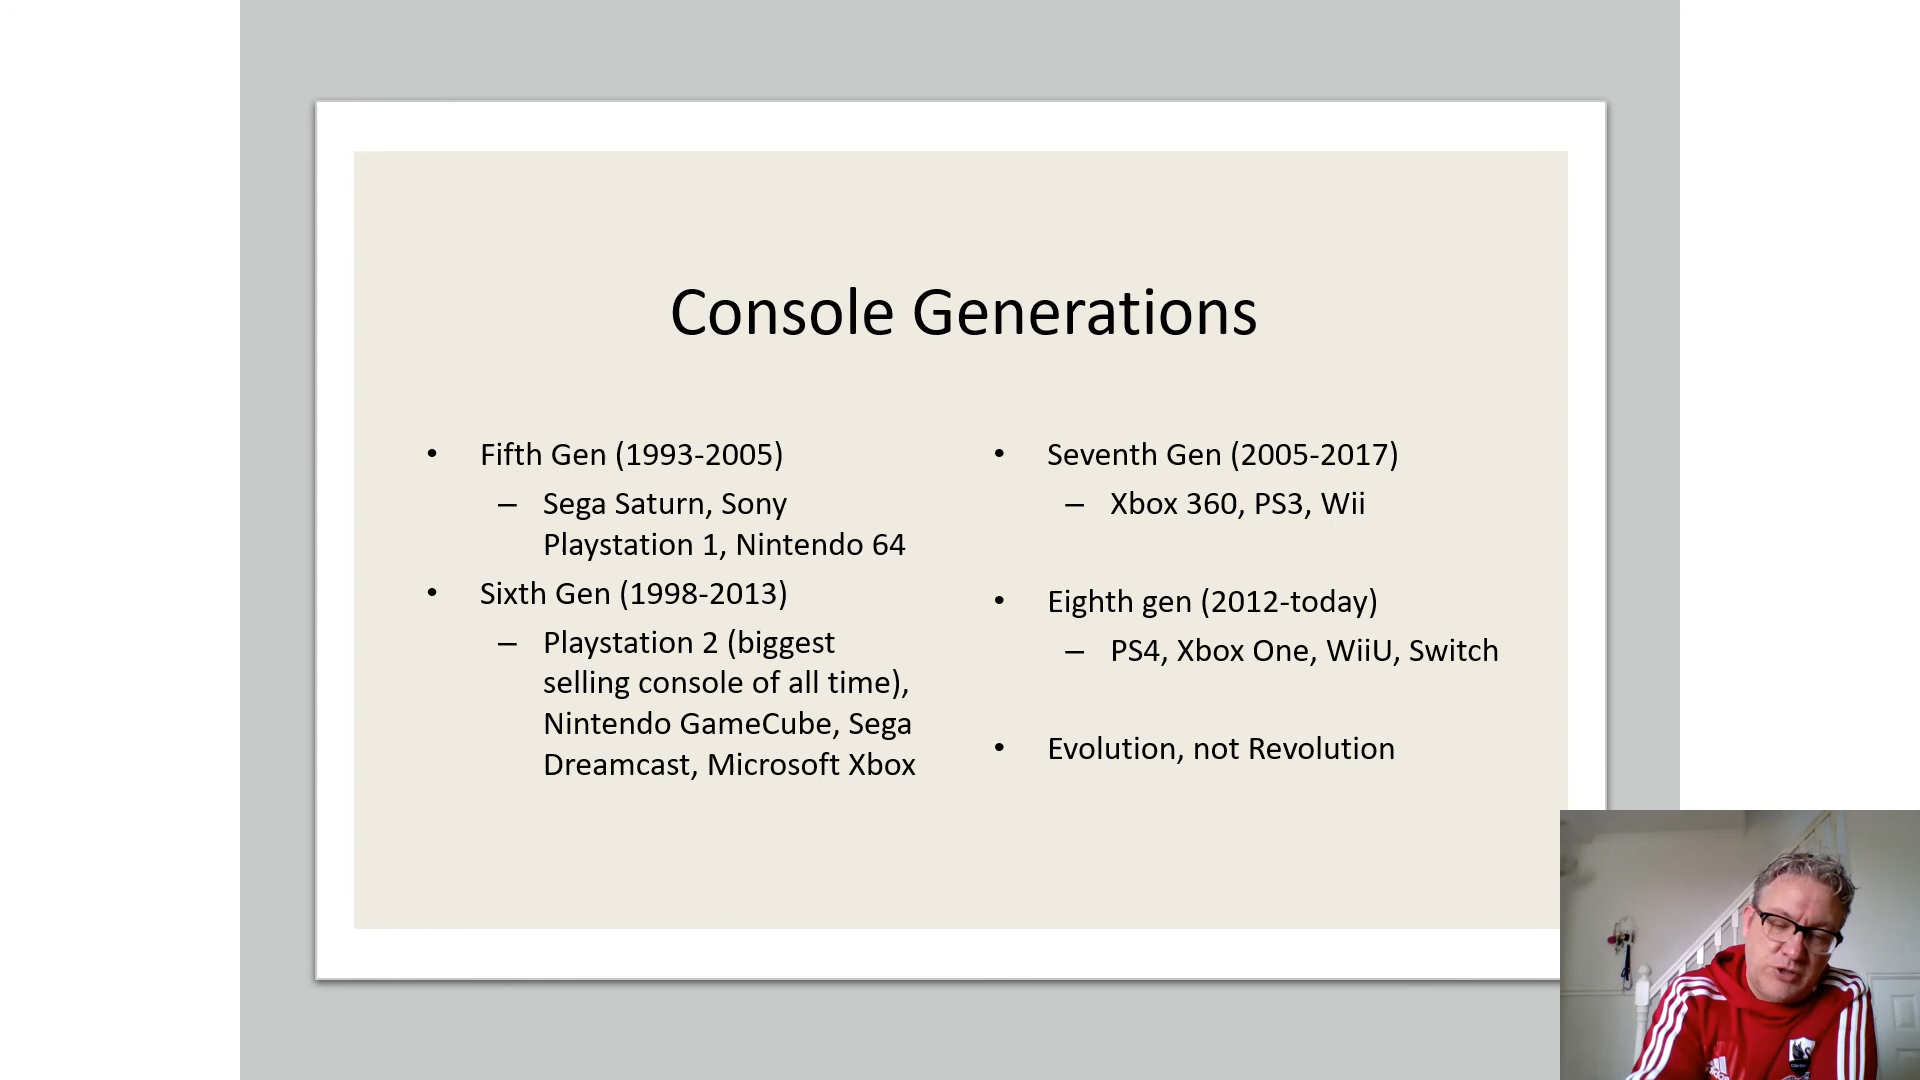 Console Generations
• Fifth Gen (1993-2005)
– Sega Saturn, Sony
Playstation 1, Nintendo 64
• Sixth Gen (1998-2013)
– Playstation 2 (biggest
selling console of all time),
Nintendo GameCube, Sega
Dreamcast, Microsoft Xbox
• Seventh Gen (2005-2017)
– Xbox 360, PS3, Wii
• Eighth gen (2012-today)
– PS4, Xbox One, WiiU, Switch
• Evolution, not Revolution
adidas